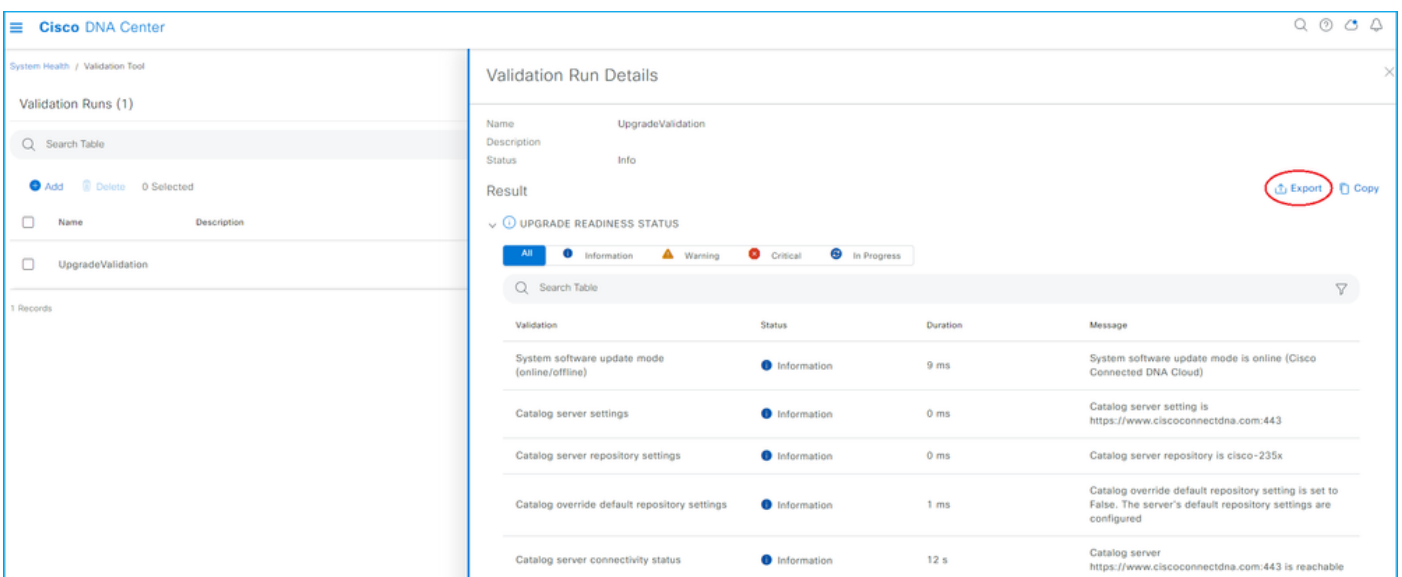 Cisco DNA Center
System Health / Validation Tool
Validation Runs (1)
Search Table
Add Delete 0 Selected
Name Description
UpgradeValidation
1 Records
Validation Run Details
Name UpgradeValidation
Description
Status Info
Result Export Copy
UPGRADE READINESS STATUS
All Information Warning Critical In Progress
Search Table
Validation Status Duration Message
System software update mode
(online/offline)
Information
9 ms
System software update mode is online (Cisco
Connected DNA Cloud)
Catalog server settings
Information
0 ms
Catalog server setting is
https://www.ciscoconnectdna.com:443
Catalog server repository settings
Information
0 ms
Catalog server repository is cisco-235x
Catalog override default repository settings
Information
1 ms
Catalog override default repository setting is set to
False. The server's default repository settings are
configured
Catalog server connectivity status
Information
12 s
Catalog server
https://www.ciscoconnectdna.com:443 is reachable